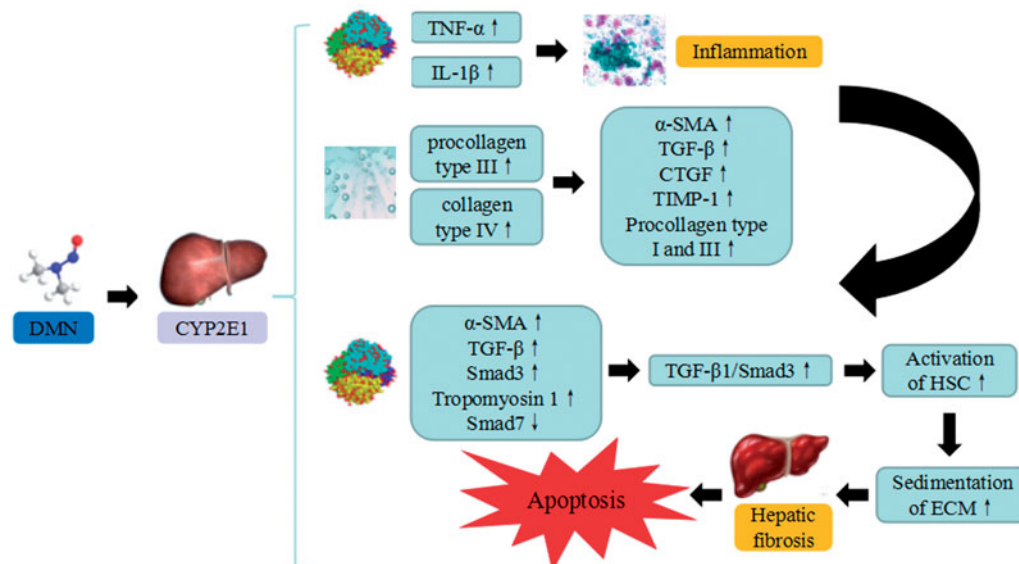 TNF-α ↑
IL-1β ↑
Inflammation
procollagen
type III ↑
collagen
type IV ↑
α-SMA ↑
TGF-β ↑
CTGF ↑
TIMP-1 ↑
Procollagen type
I and III ↑
DMN
CYP2E1
α-SMA ↑
TGF-β ↑
Smad3 ↑
Tropomyosin 1 ↑
Smad7 ↓
TGF-β1/Smad3 ↑
Activation
of HSC ↑
Sedimentation
of ECM ↑
Hepatic
fibrosis
Apoptosis